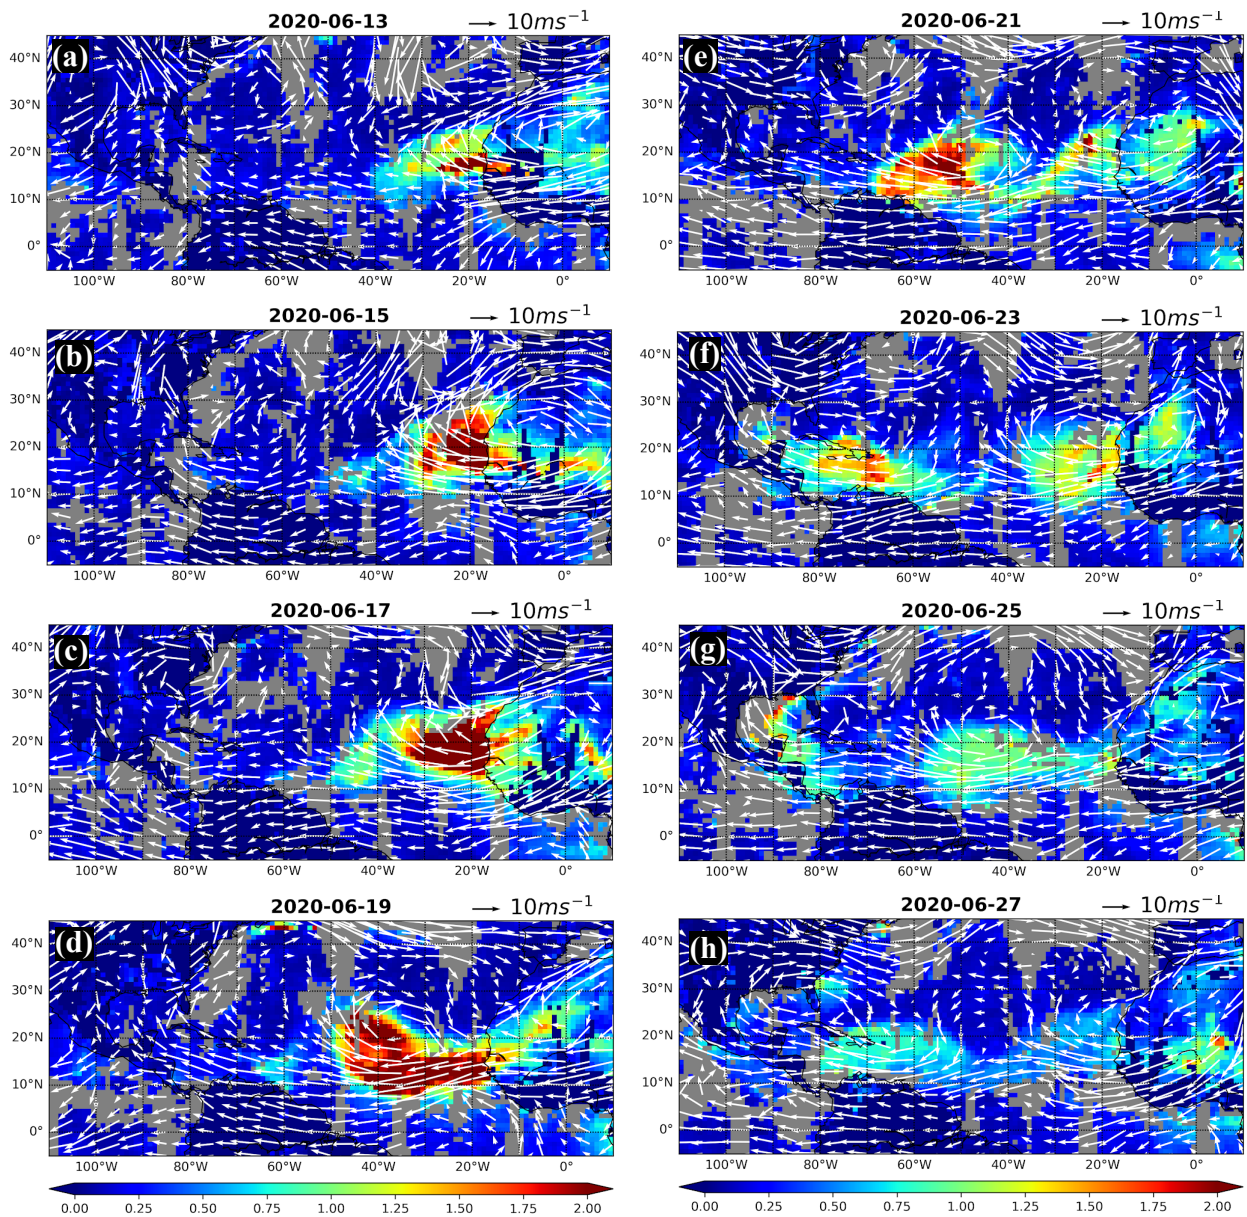 2020-06-13 10ms⁻¹
(a)
40°N
30°N
20°N
10°N
0°
100°W 80°W 60°W 40°W 20°W 0°
2020-06-15 10ms⁻¹
(b)
40°N
30°N
20°N
10°N
0°
100°W 80°W 60°W 40°W 20°W 0°
2020-06-17 10ms⁻¹
(c)
40°N
30°N
20°N
10°N
0°
100°W 80°W 60°W 40°W 20°W 0°
2020-06-19 10ms⁻¹
(d)
40°N
30°N
20°N
10°N
0°
100°W 80°W 60°W 40°W 20°W 0°
0.00 0.25 0.50 0.75 1.00 1.25 1.50 1.75 2.00
2020-06-21 10ms⁻¹
(e)
40°N
30°N
20°N
10°N
0°
100°W 80°W 60°W 40°W 20°W 0°
2020-06-23 10ms⁻¹
(f)
40°N
30°N
20°N
10°N
0°
100°W 80°W 60°W 40°W 20°W 0°
2020-06-25 10ms⁻¹
(g)
40°N
30°N
20°N
10°N
0°
100°W 80°W 60°W 40°W 20°W 0°
2020-06-27 10ms⁻¹
(h)
40°N
30°N
20°N
10°N
0°
100°W 80°W 60°W 40°W 20°W 0°
0.00 0.25 0.50 0.75 1.00 1.25 1.50 1.75 2.00